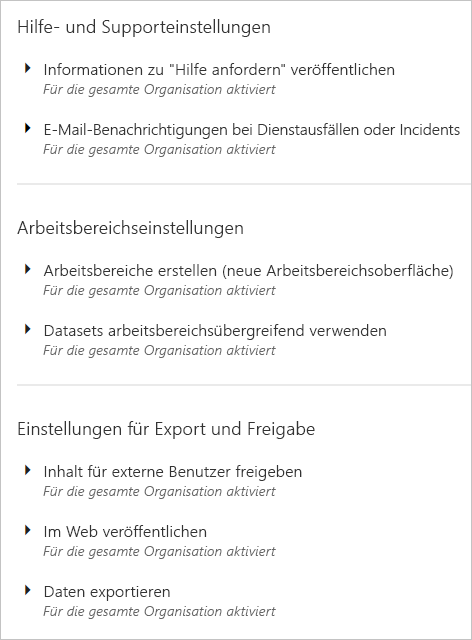 Hilfe- und Supporteinstellungen
Informationen zu "Hilfe anfordern" veröffentlichen
Für die gesamte Organisation aktiviert
E-Mail-Benachrichtigungen bei Dienstausfällen oder Incidents
Für die gesamte Organisation aktiviert
Arbeitsbereichseinstellungen
Arbeitsbereiche erstellen (neue Arbeitsbereichsoberfläche)
Für die gesamte Organisation aktiviert
Datasets arbeitsbereichsübergreifend verwenden
Für die gesamte Organisation aktiviert
Einstellungen für Export und Freigabe
Inhalt für externe Benutzer freigeben
Für die gesamte Organisation aktiviert
Im Web veröffentlichen
Für die gesamte Organisation aktiviert
Daten exportieren
Für die gesamte Organisation aktiviert